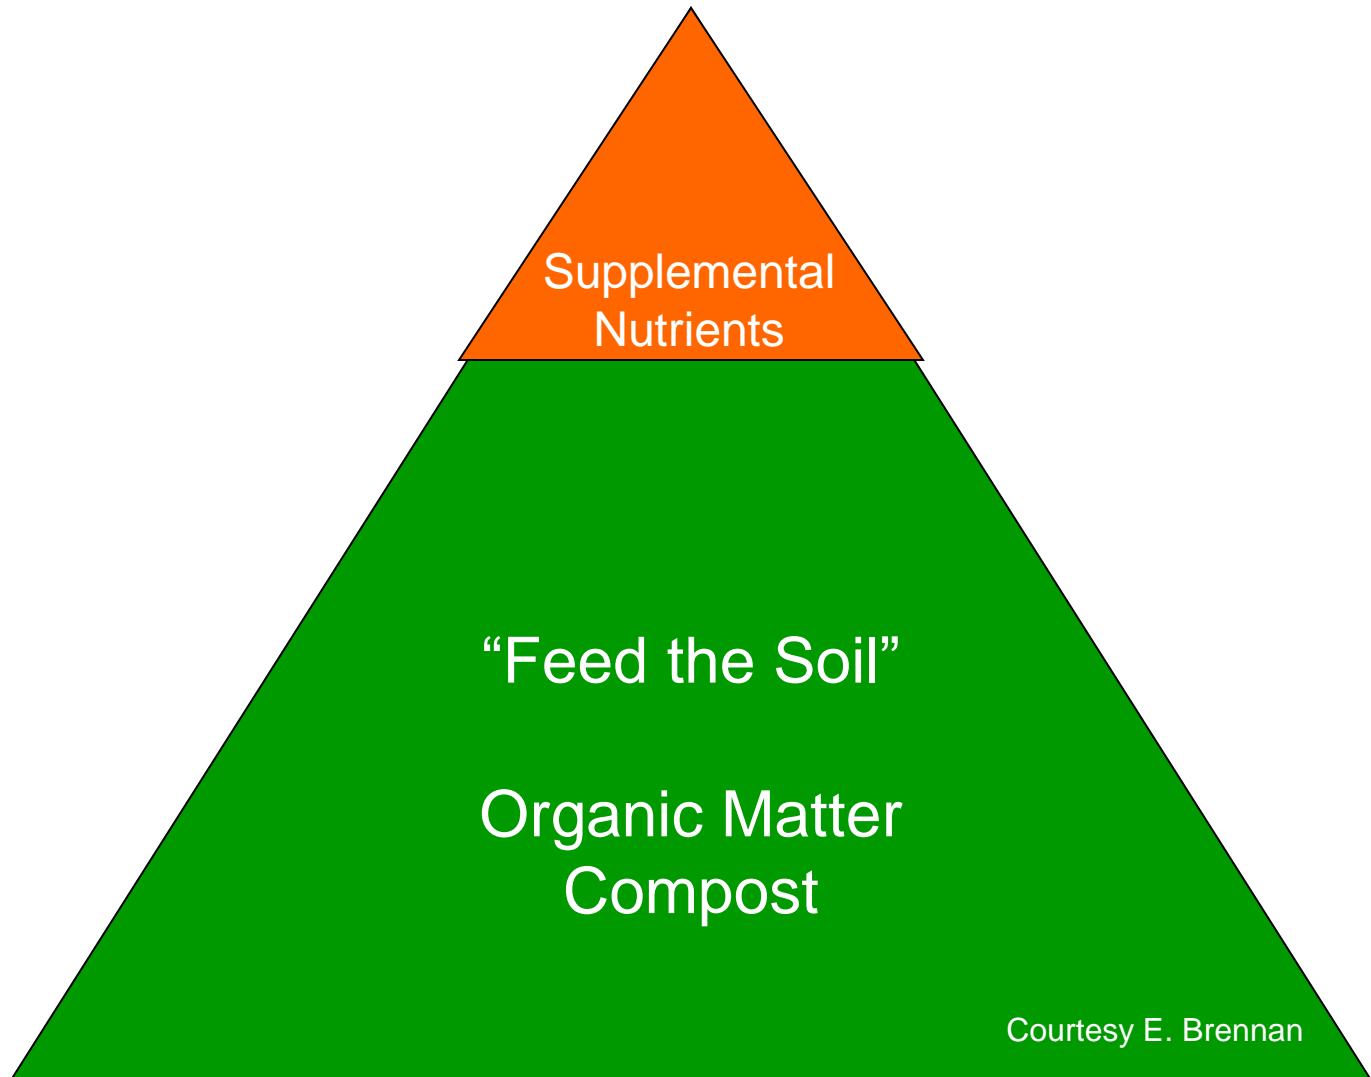 Supplemental
Nutrients
“Feed the Soil”
Organic Matter
Compost
Courtesy E. Brennan